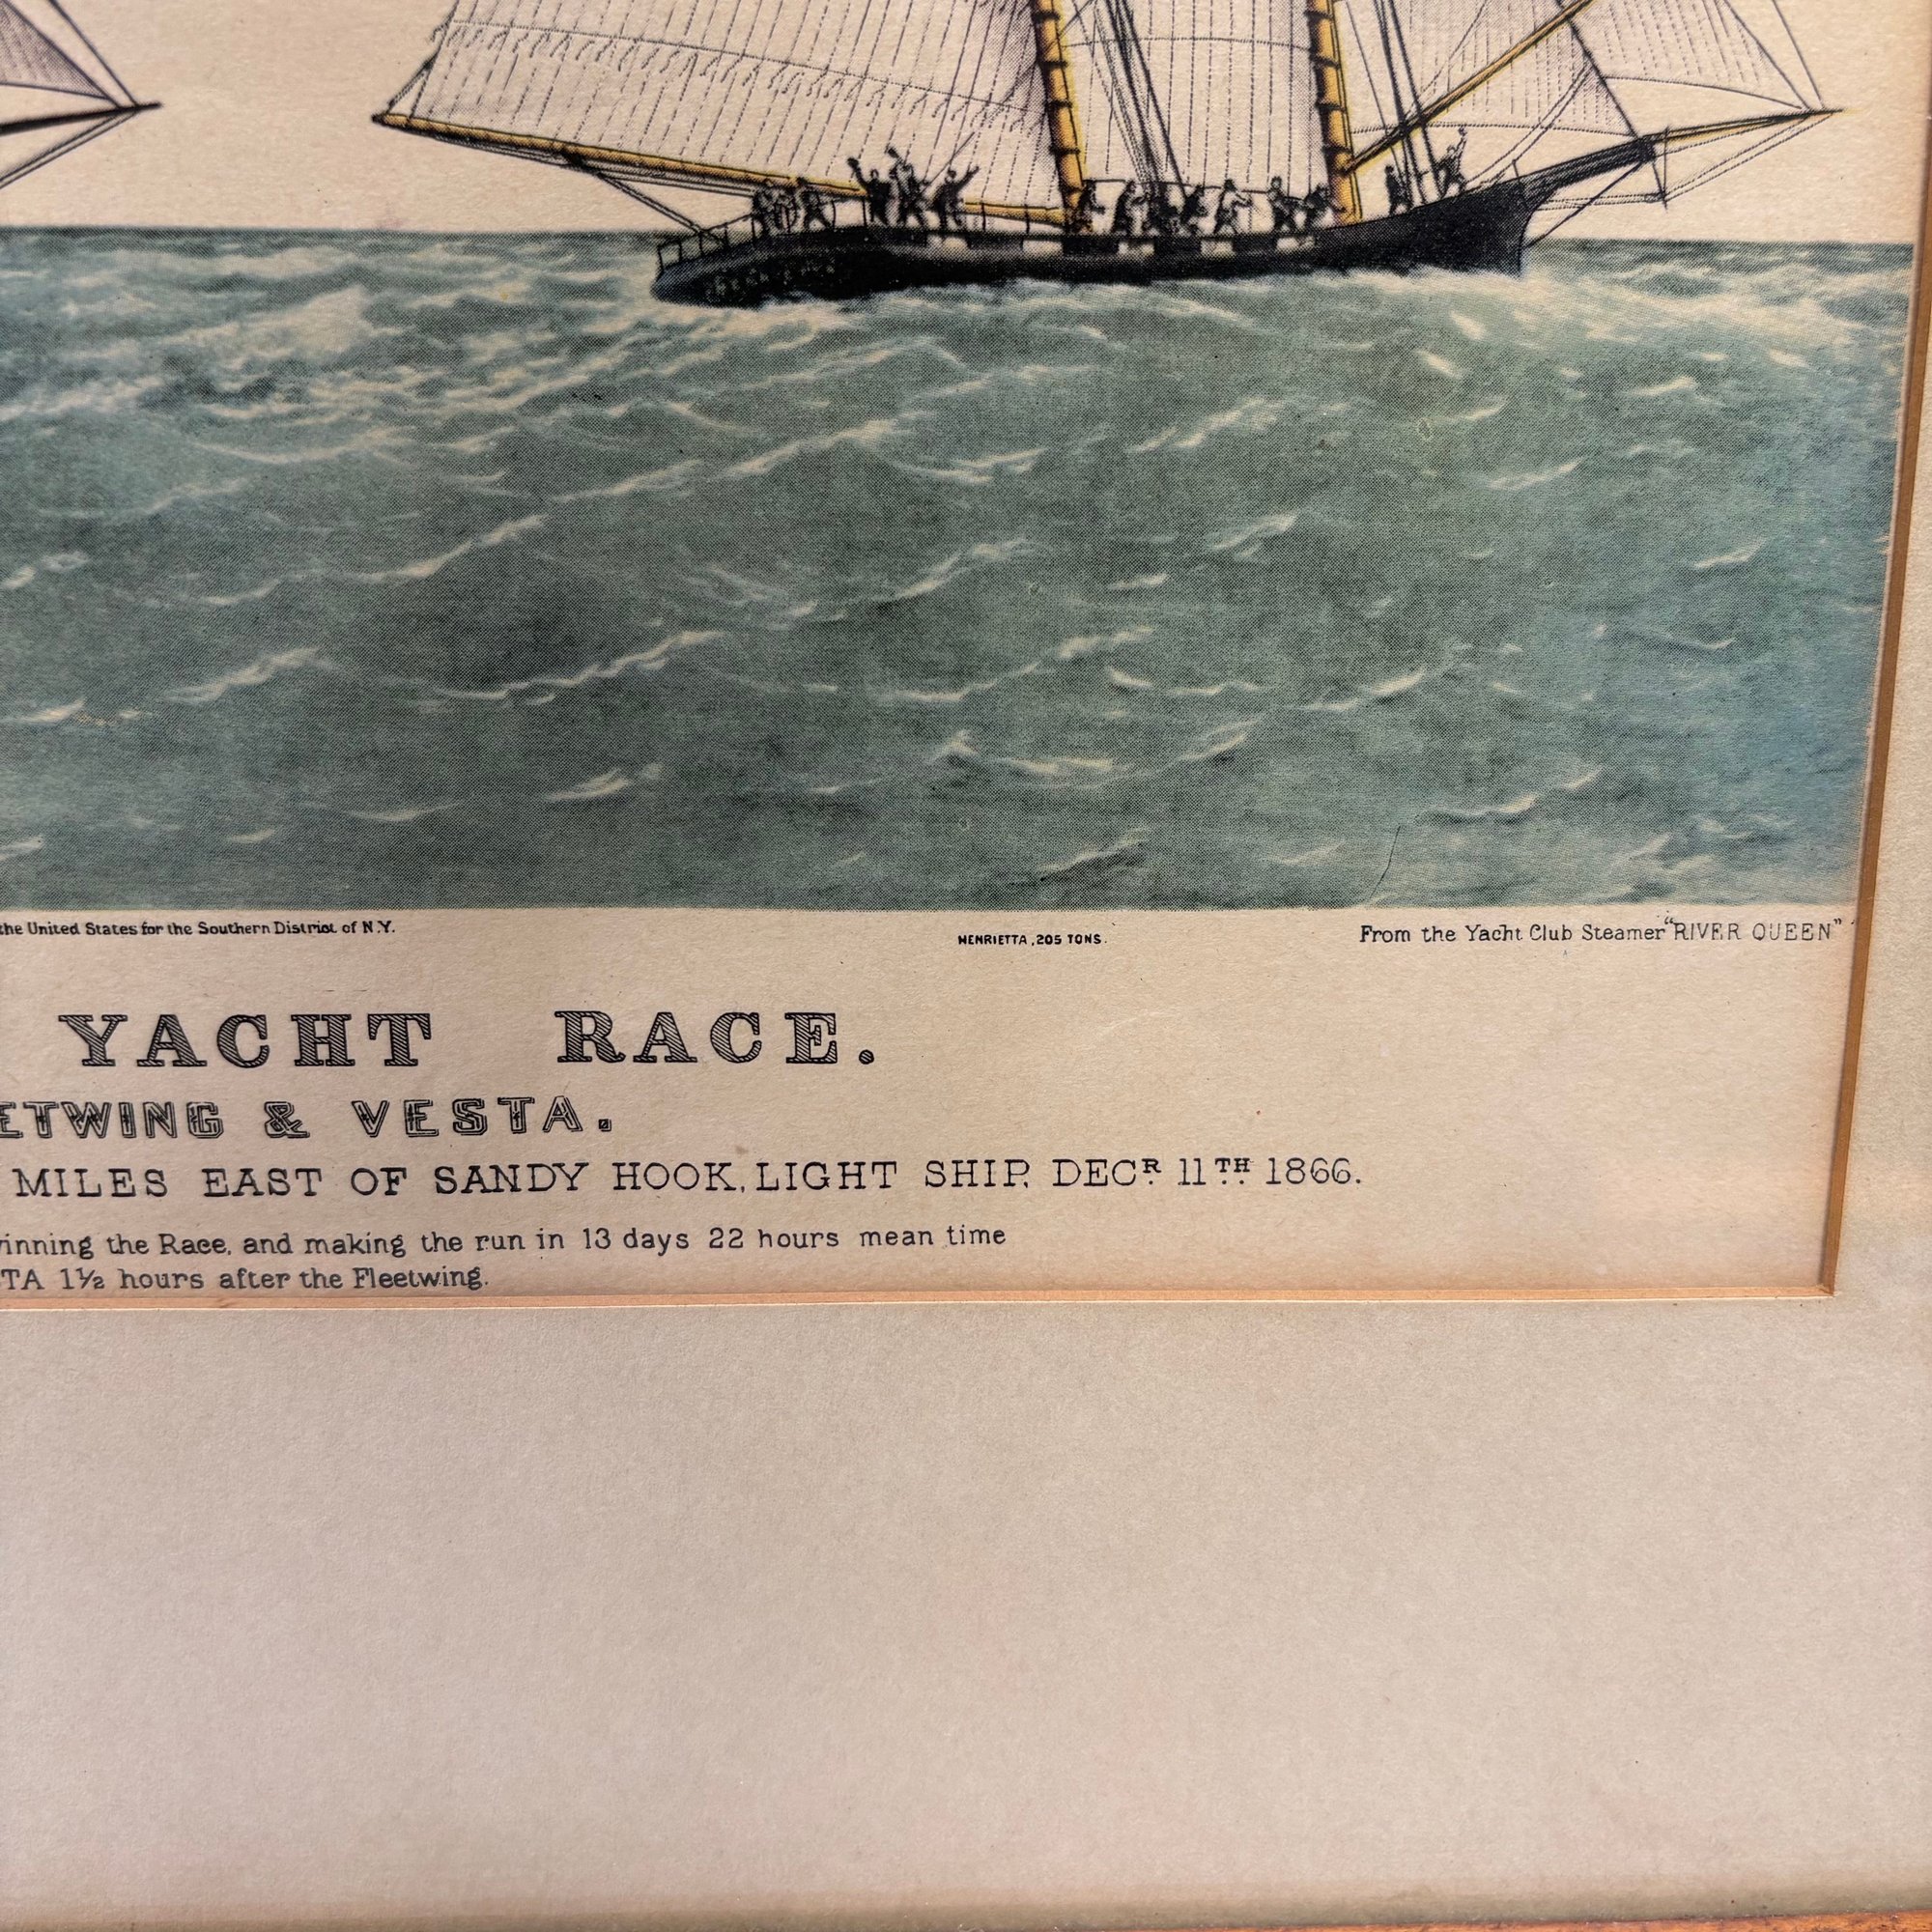 the United States for the Southern District of N.Y.
HENRIETTA, 205 TONS.
From the Yacht Club Steamer "RIVER QUEEN"
YACHT RACE.
ETWING & VESTA.
MILES EAST OF SANDY HOOK, LIGHT SHIP, DECR 11TH 1866.
inning the Race, and making the run in 13 days 22 hours mean time
TA 1½ hours after the Fleetwing.